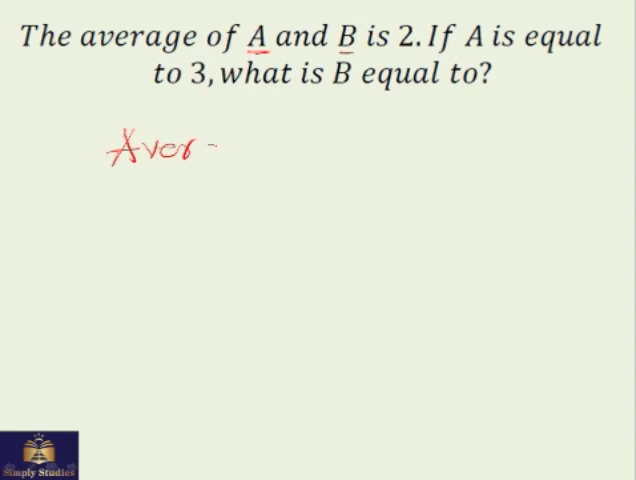 The average of A and B is 2. If A is equal
to 3, what is B equal to?
Aver -
Simply Studies